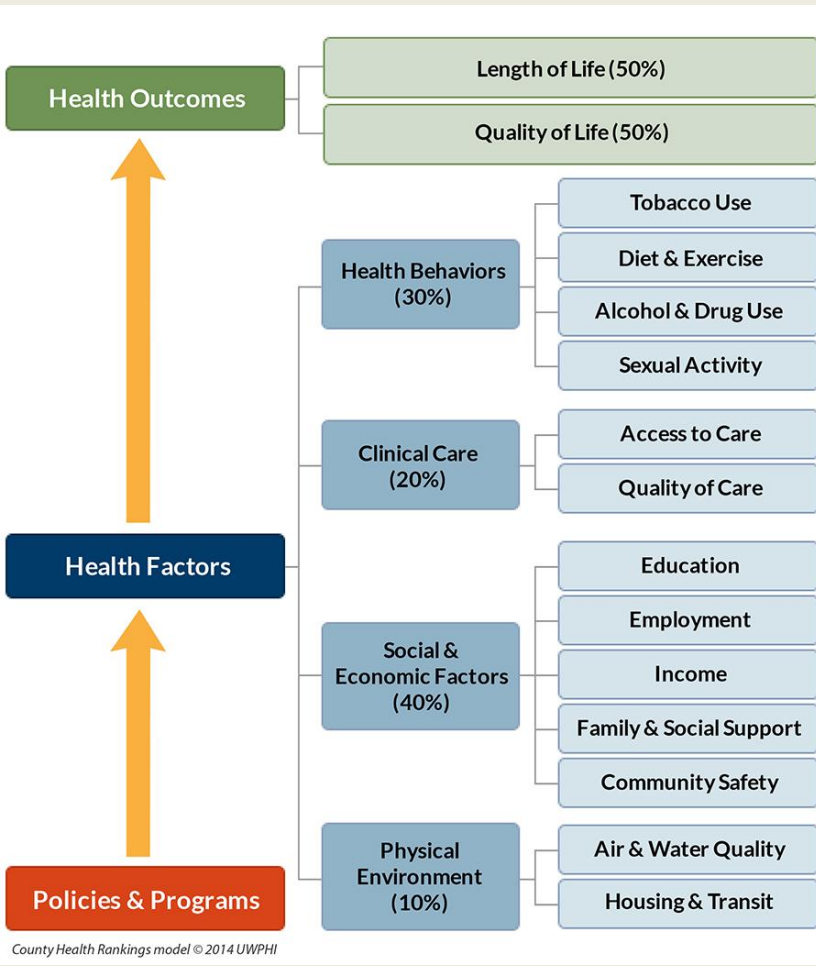 Health Outcomes
Length of Life (50%)
Quality of Life (50%)
Health Factors
Health Behaviors
(30%)
Tobacco Use
Diet & Exercise
Alcohol & Drug Use
Sexual Activity
Clinical Care
(20%)
Access to Care
Quality of Care
Social &
Economic Factors
(40%)
Education
Employment
Income
Family & Social Support
Community Safety
Physical
Environment
(10%)
Air & Water Quality
Housing & Transit
Policies & Programs
County Health Rankings model © 2014 UWPHI